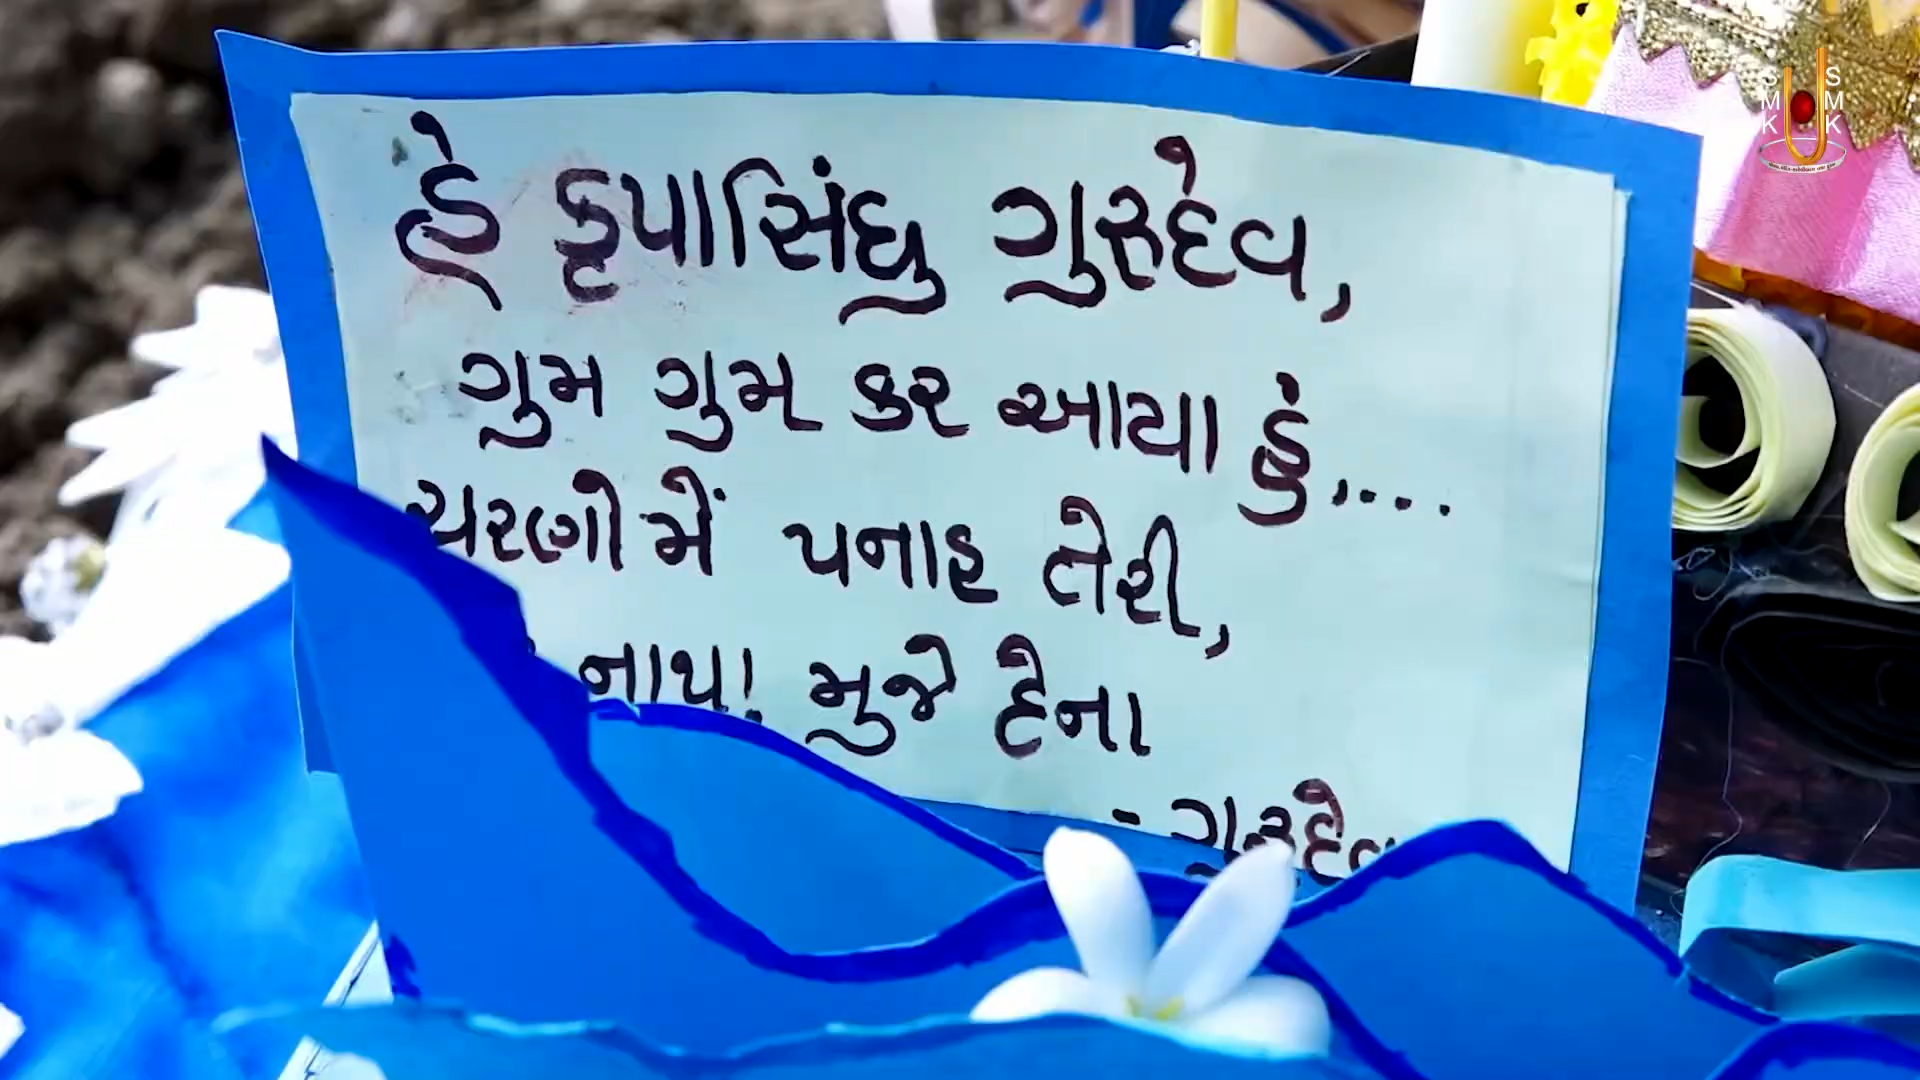 હે કૃપાસિંધુ ગુરુદેવ,
ગુમ ગુમ કર આયા હું....
ચરણોમેં પનાહ તેરી,
નાથ! મુજે દેના
- ગુરુદેવ
S U S
M M
K K